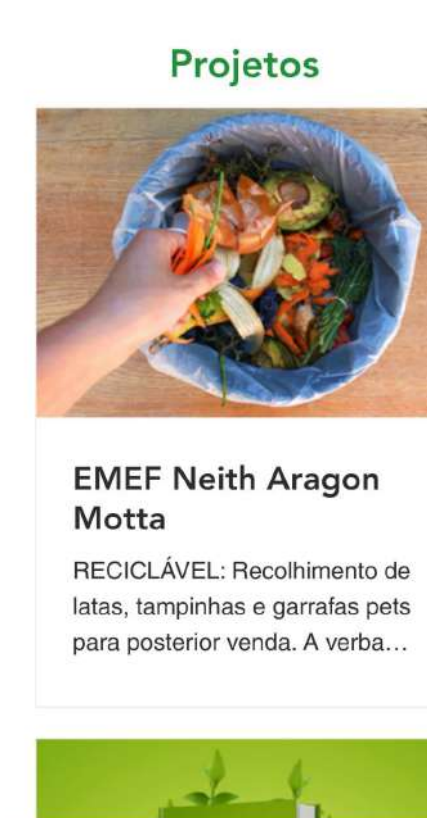 Projetos
EMEF Neith Aragon
Motta
RECICLÁVEL: Recolhimento de
latas, tampinhas e garrafas pets
para posterior venda. A verba...